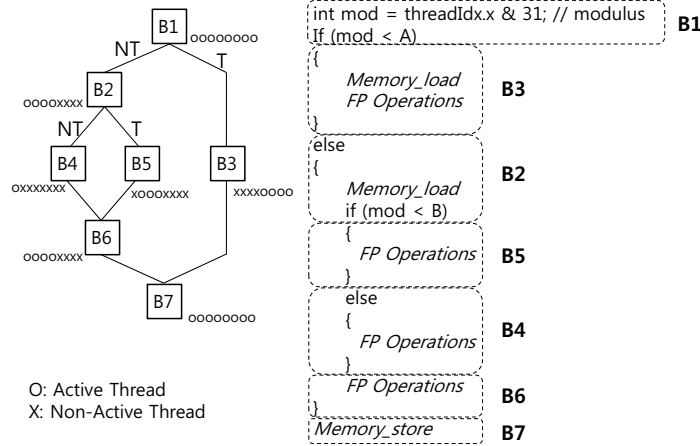 B1
oooooooo
NT
T
B2
ooooxxxx
NT
T
B4
B5
B3
oxxxxxxx
xoooxxxx
xxxxoooo
B6
ooooxxxx
B7
oooooooo
O: Active Thread
X: Non-Active Thread
int mod = threadIdx.x & 31; // modulus
If (mod < A)
B1
{
Memory_load
FP Operations
}
B3
else
{
Memory_load
if (mod < B)
B2
{
FP Operations
}
B5
else
{
FP Operations
}
B4
FP Operations
}
B6
Memory_store
B7